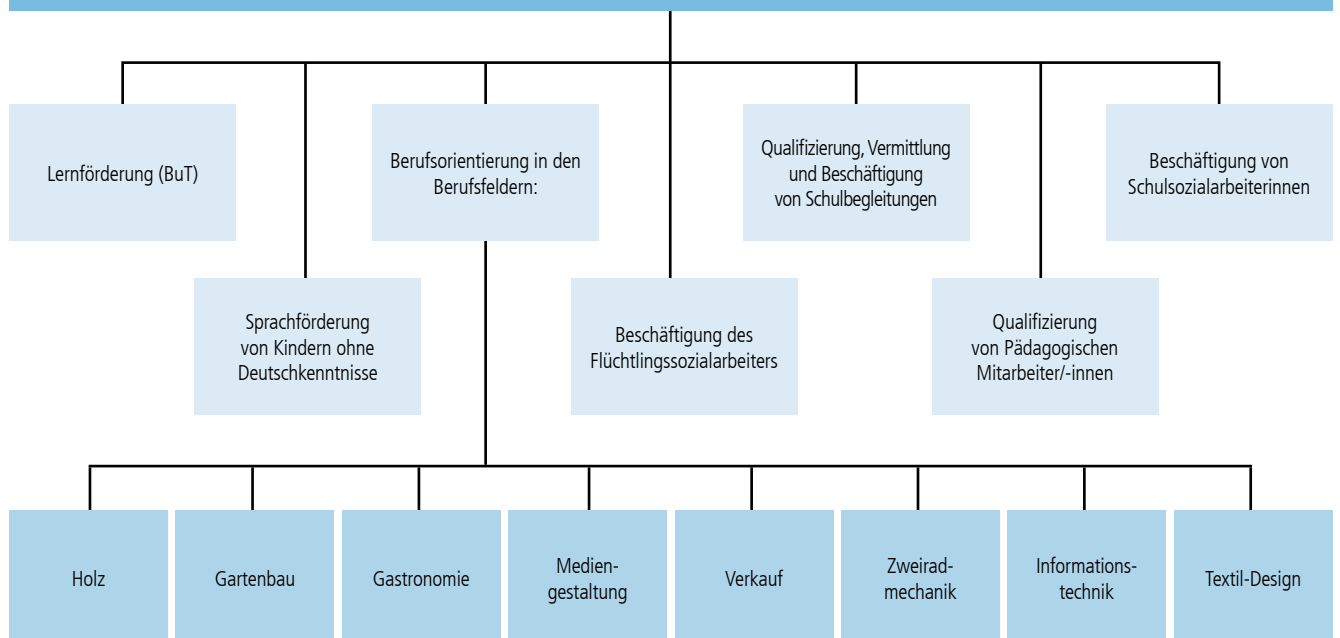 Lernförderung (BuT)
Berufsorientierung in den
Berufsfeldern:
Qualifizierung, Vermittlung
und Beschäftigung
von Schulbegleitungen
Beschäftigung von
Schulsozialarbeiterinnen
Sprachförderung
von Kindern ohne
Deutschkenntnisse
Beschäftigung des
Flüchtlingssozialarbeiters
Qualifizierung
von Pädagogischen
Mitarbeiter/-innen
Holz
Gartenbau
Gastronomie
Medien-
gestaltung
Verkauf
Zweirad-
mechanik
Informations-
technik
Textil-Design